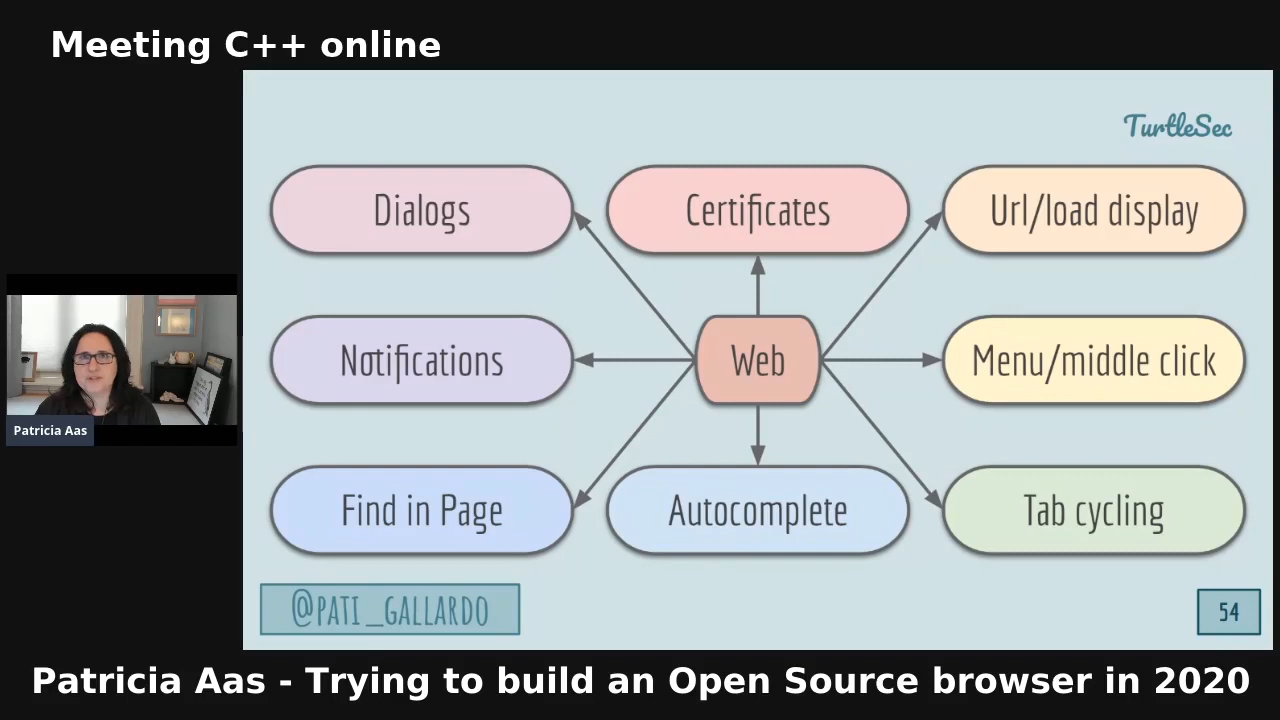 Meeting C++ online
TurtleSec
Dialogs
Certificates
Url/load display
Notifications
Web
Menu/middle click
Find in Page
Autocomplete
Tab cycling
Patricia Aas
@PATI_GALLARDO
54
Patricia Aas - Trying to build an Open Source browser in 2020